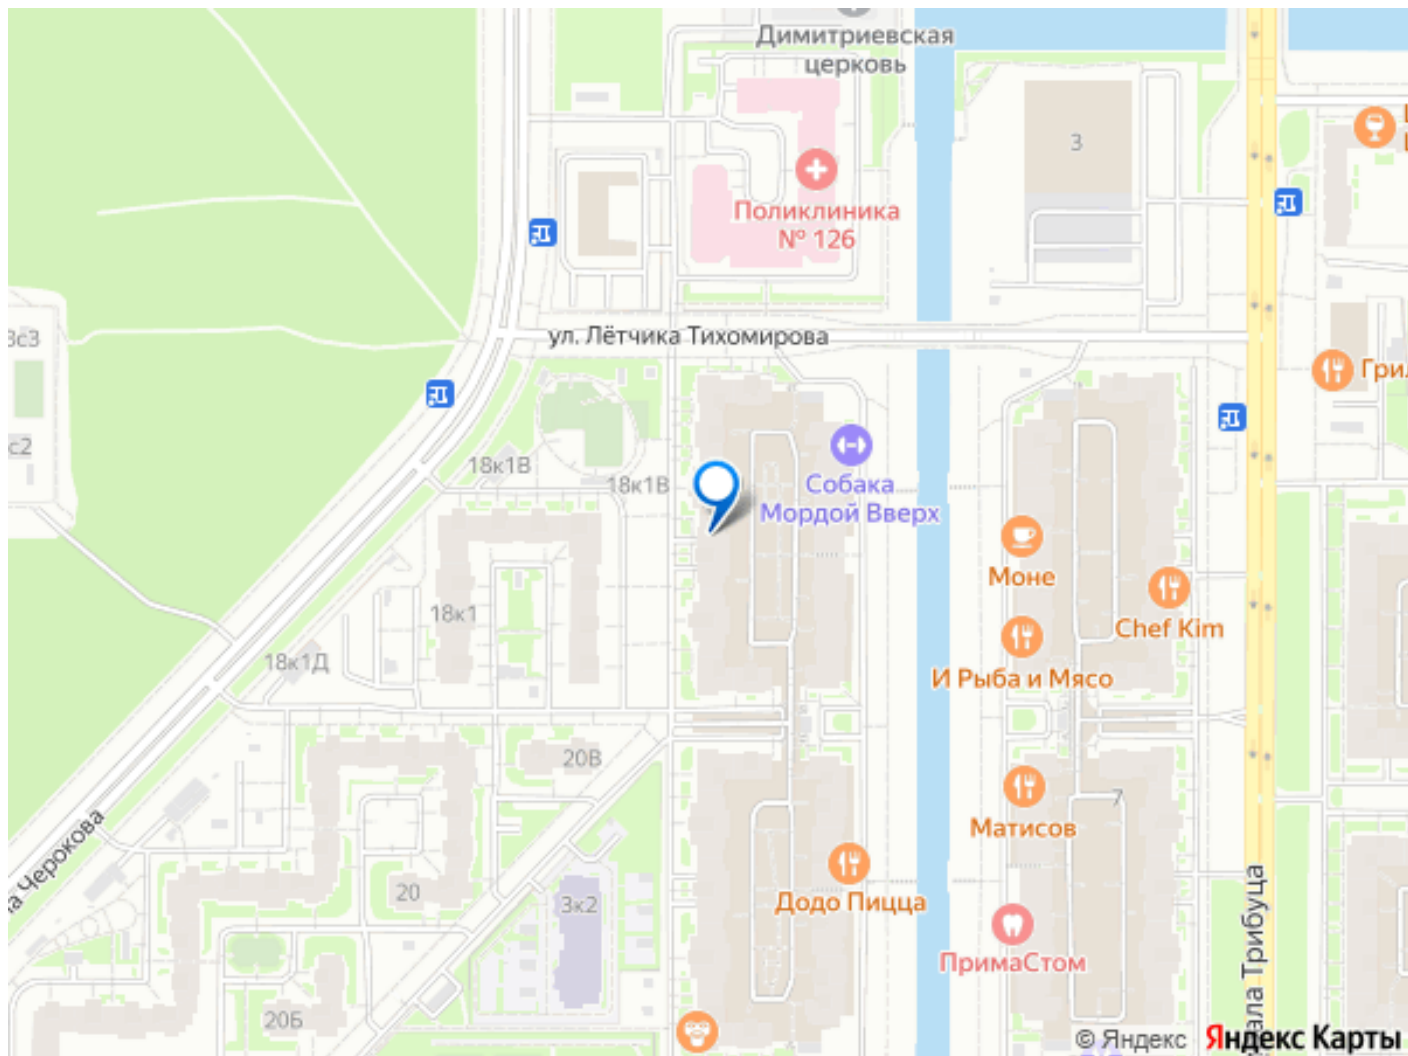 Димитриевская
церковь
3
Поликлиника
№ 126
ул. Лётчика Тихомирова
3с3
Грил
с2
18к1В
18к1В
Собака
Мордой Вверх
Моне
18к1
Chef Kim
18к1Д
И Рыба и Мясо
20В
7
Матисов
на Черокова
20
3к2
Додо Пицца
ПримаСтом
ала Трибуца
20Б
© Яндекс
Яндекс Карты